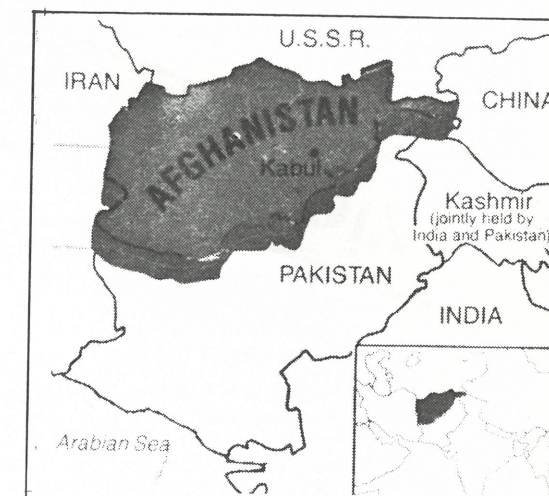 U.S.S.R.
IRAN
CHINA
AFGHANISTAN
Kabul
Kashmir
(jointly held by
India and Pakistan)
PAKISTAN
INDIA
Arabian Sea